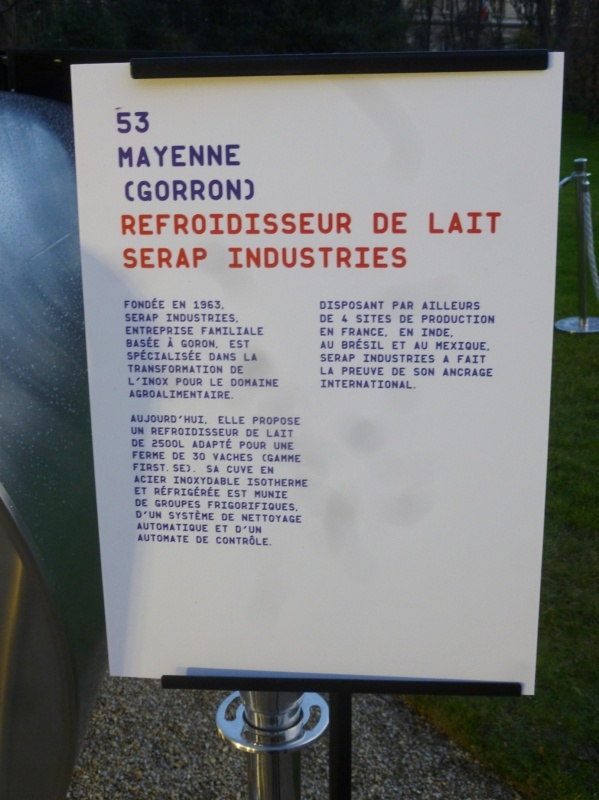 53
MAYENNE
(GORRON)
REFROIDISSEUR DE LAIT
SERAP INDUSTRIES
FONDÉE EN 1963,
SERAP INDUSTRIES,
ENTREPRISE FAMILIALE
BASÉE À GORON, EST
SPÉCIALISÉE DANS LA
TRANSFORMATION DE
L'INOX POUR LE DOMAINE
AGROALIMENTAIRE.
AUJOURD'HUI, ELLE PROPOSE
UN REFROIDISSEUR DE LAIT
DE 2500L ADAPTÉ POUR UNE
FERME DE 30 VACHES (GAMME
FIRST.SE). SA CUVE EN
ACIER INOXYDABLE ISOTHERME
ET RÉFRIGÉRÉE EST MUNIE
DE GROUPES FRIGORIFIQUES,
D'UN SYSTÈME DE NETTOYAGE
AUTOMATIQUE ET D'UN
AUTOMATE DE CONTRÔLE.
DISPOSANT PAR AILLEURS
DE 4 SITES DE PRODUCTION
EN FRANCE, EN INDE,
AU BRÉSIL ET AU MEXIQUE,
SERAP INDUSTRIES A FAIT
LA PREUVE DE SON ANCRAGE
INTERNATIONAL.